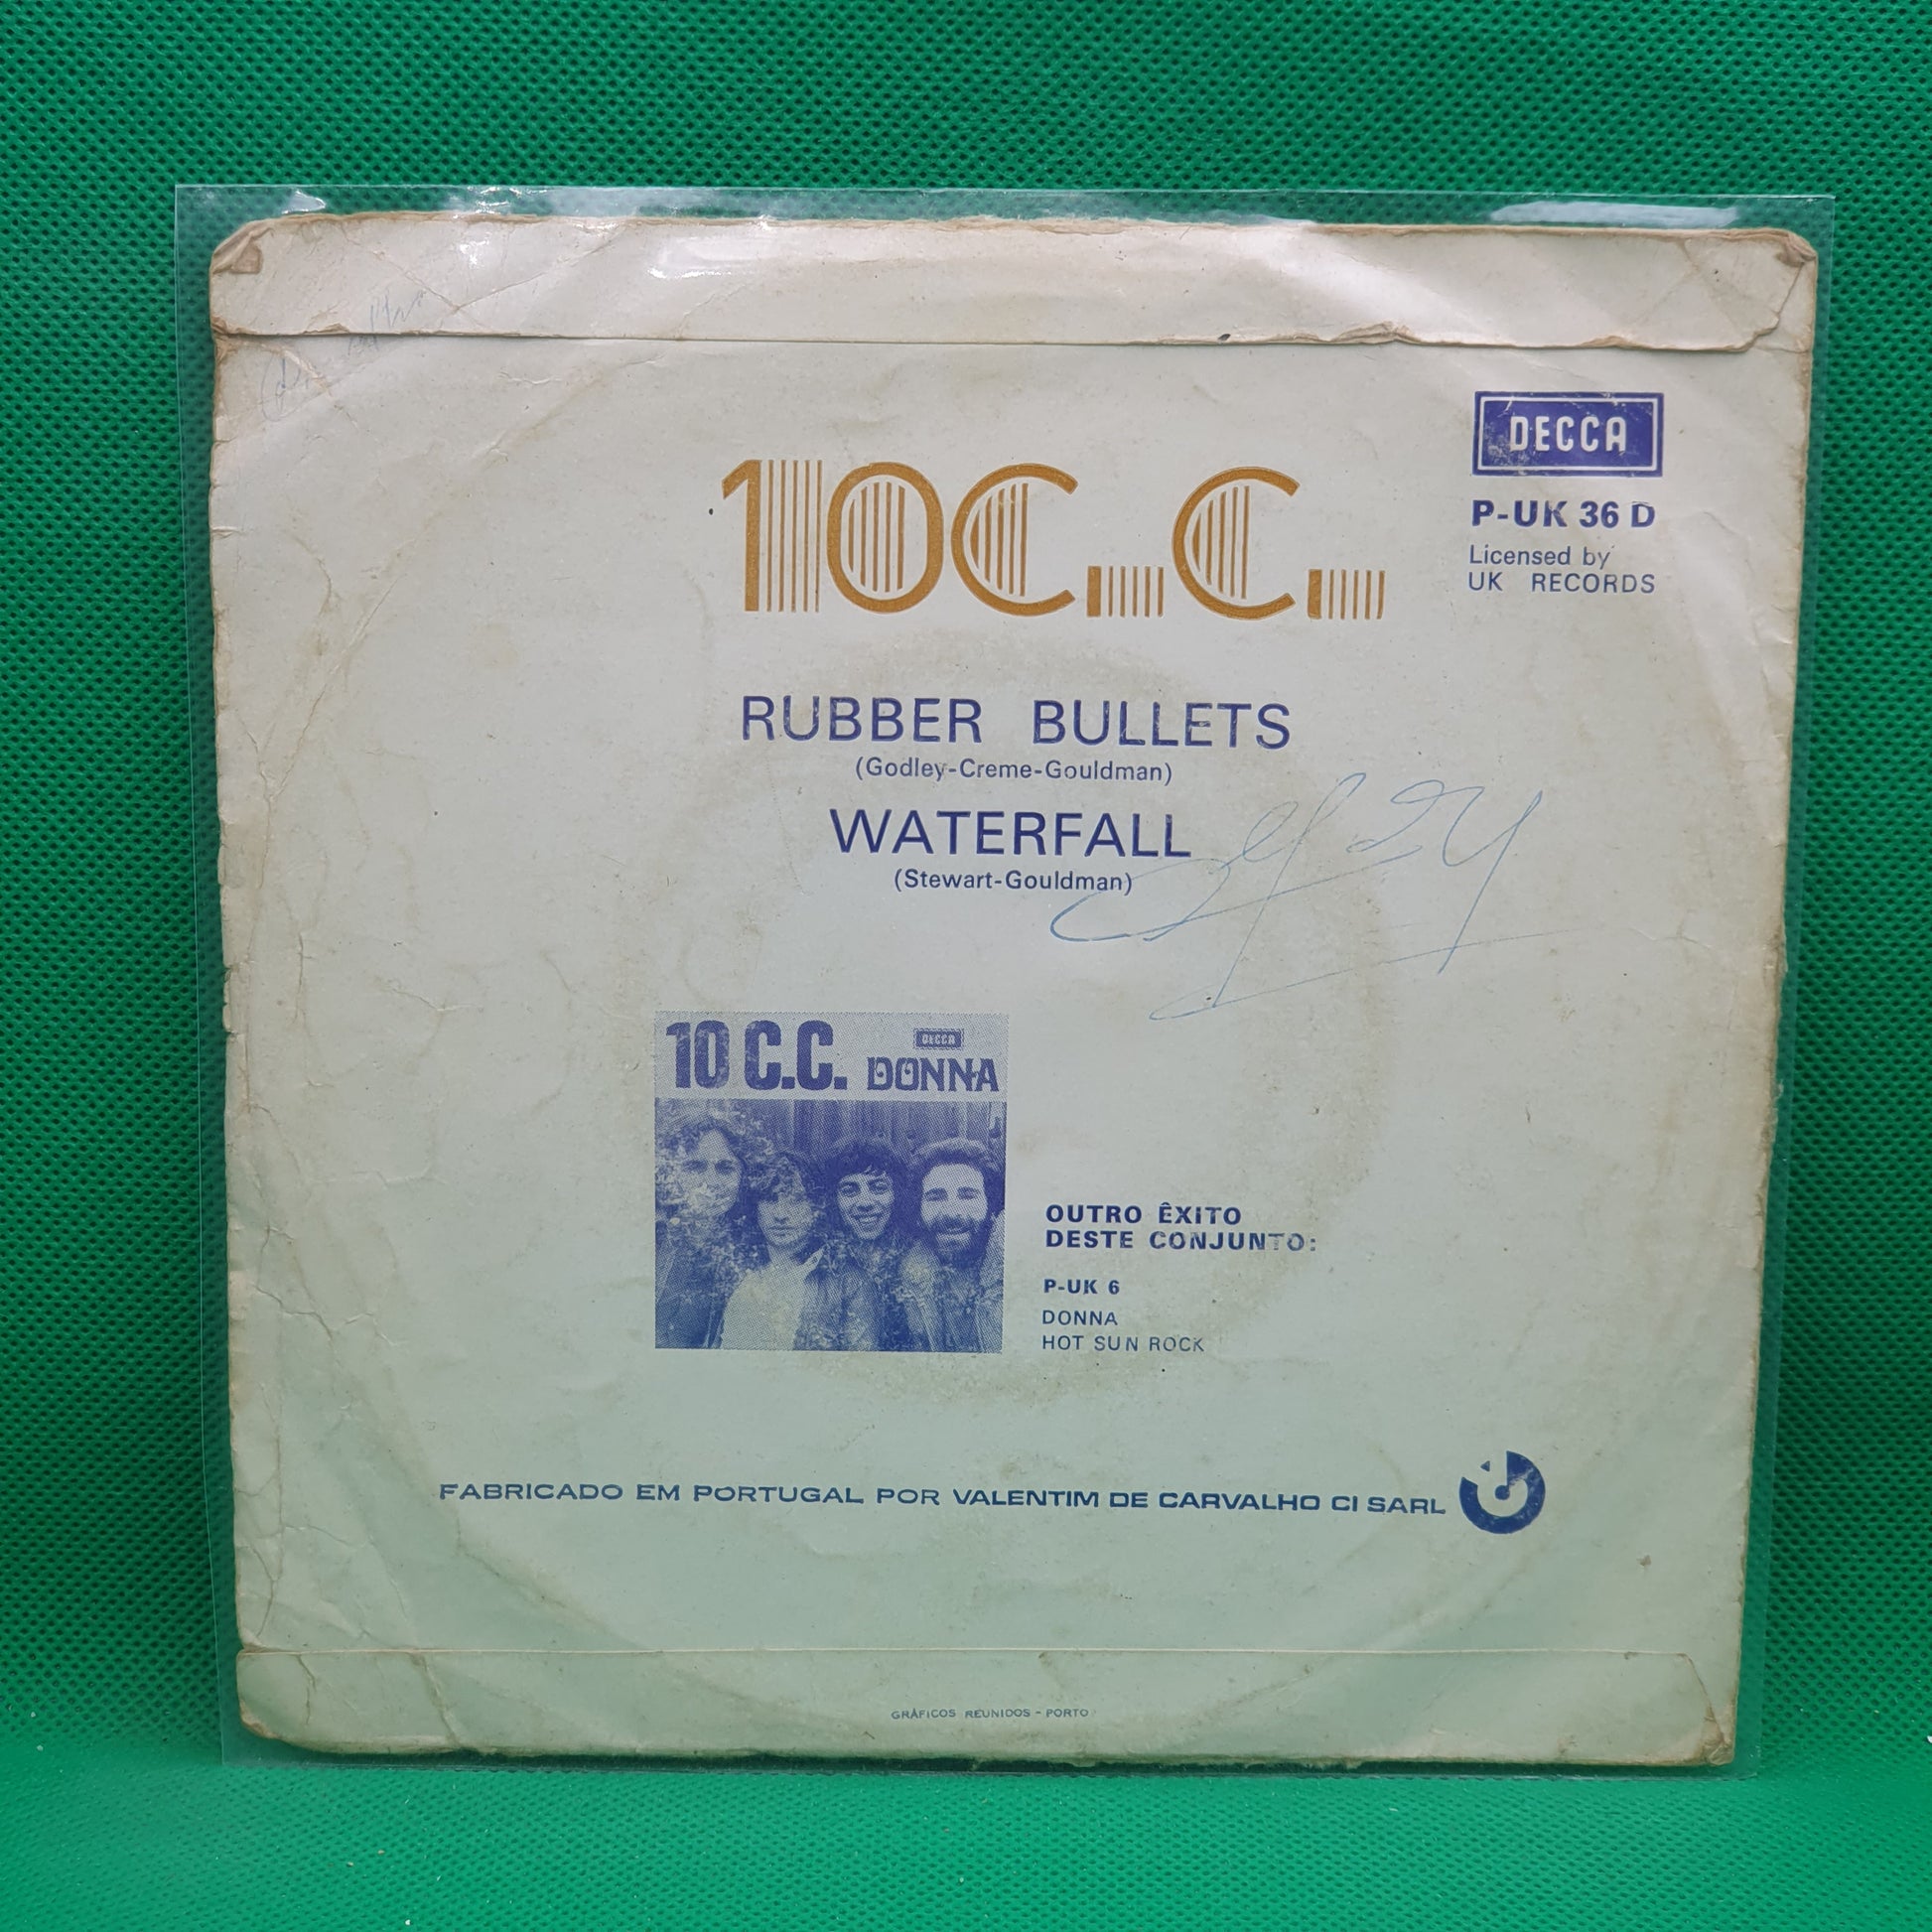 10C.C.
DECCA
P-UK 36 D
Licensed by
UK RECORDS
RUBBER BULLETS
(Godley-Creme-Gouldman)
WATERFALL
(Stewart-Gouldman)
10 C.C.
DECCA
DONNA
OUTRO ÊXITO
DESTE CONJUNTO:
P-UK 6
DONNA
HOT SUN ROCK
FABRICADO EM PORTUGAL POR VALENTIM DE CARVALHO CI SARL
GRÁFICOS REUNIDOS - PORTO